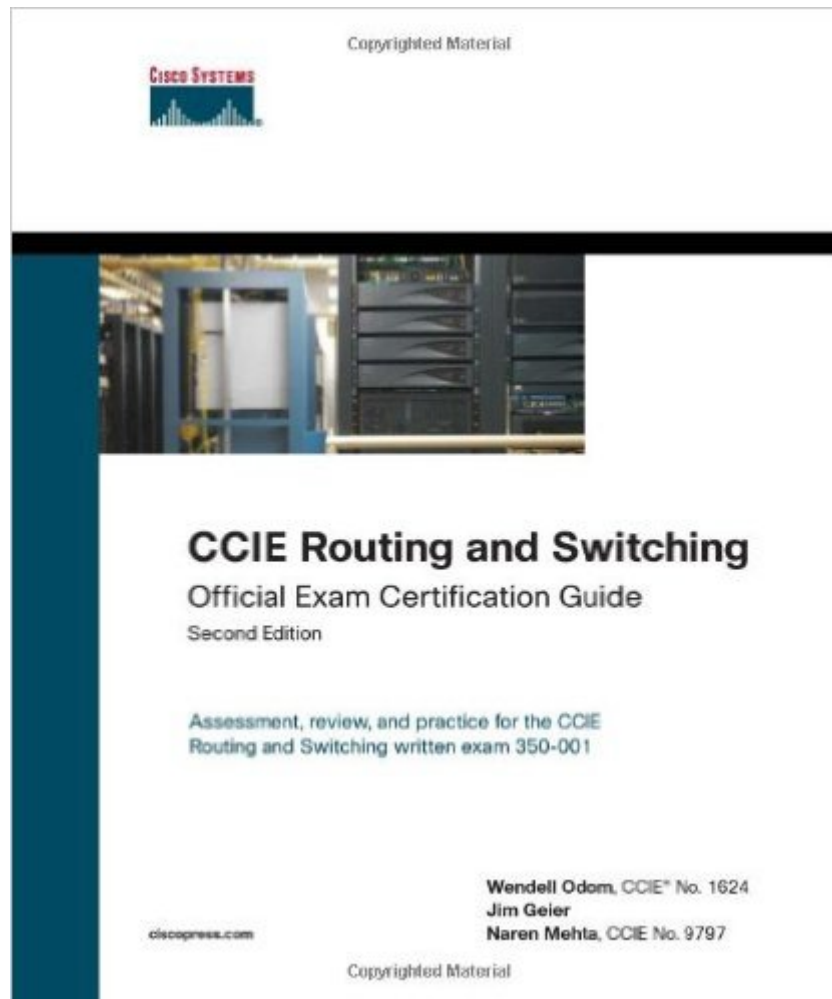 Copyrighted Material
CISCO SYSTEMS
®
CCIE Routing and Switching
Official Exam Certification Guide
Second Edition
Assessment, review, and practice for the CCIE
Routing and Switching written exam 350-001
Wendell Odom, CCIE® No. 1624
Jim Geier
Naren Mehta, CCIE No. 9797
ciscopress.com
Copyrighted Material